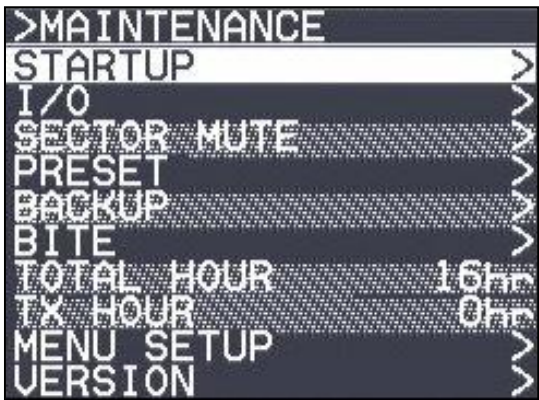 >MAINTENANCE
STARTUP >
I/O >
SECTOR MUTE >
PRESET >
BACKUP >
BITE >
TOTAL HOUR 16hr
TX HOUR 0hr
MENU SETUP >
VERSION >